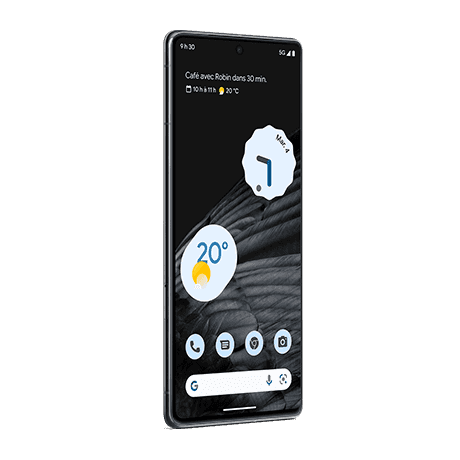 9 h 30
5G
Café avec Robin dans 30 min.
10 h à 11 h 20 °C
Mar. 4
20°
G